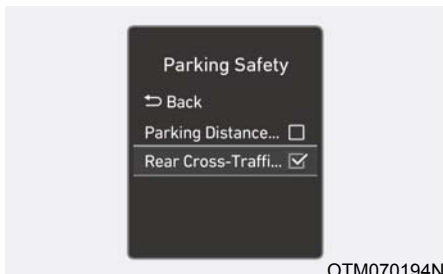 Parking Safety
Back
Parking Distance...
Rear Cross-Traffi...
OTM070194N